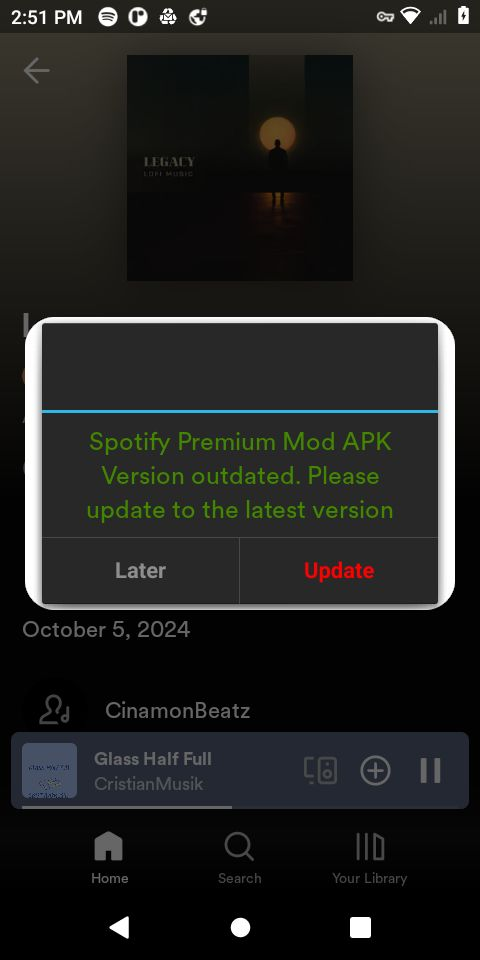 2:51 PM
LEGACY
LOFI MUSIC
Spotify Premium Mod APK
Version outdated. Please
update to the latest version
Later
Update
October 5, 2024
CinamonBeatz
Glass Half Full
CristianMusik
Home
Search
Your Library